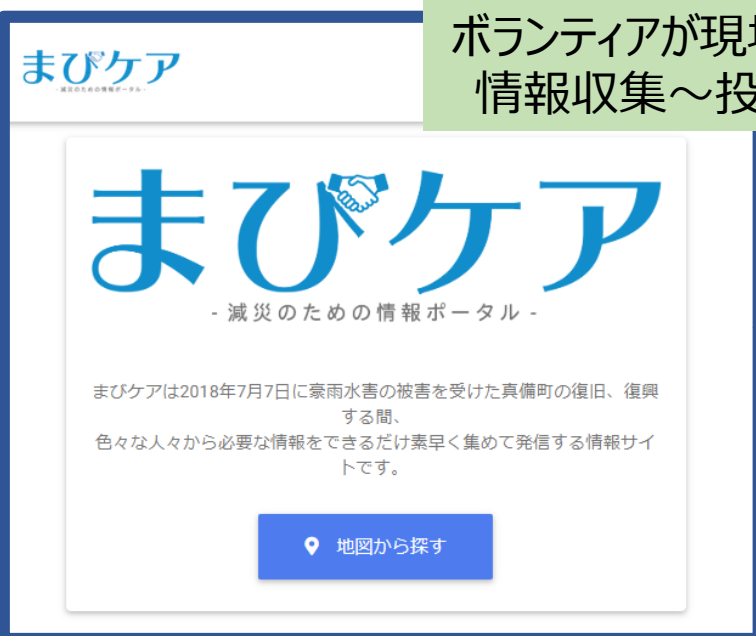 ボランティアが現
情報収集～投
まびケア
-減災のための情報ポータル-
まびケア
- 減災のための情報ポータル -
まびケアは2018年7月7日に豪雨水害の被害を受けた真備町の復旧、復興
する間、
色々な人々から必要な情報をできるだけ素早く集めて発信する情報サイ
トです。
地図から探す